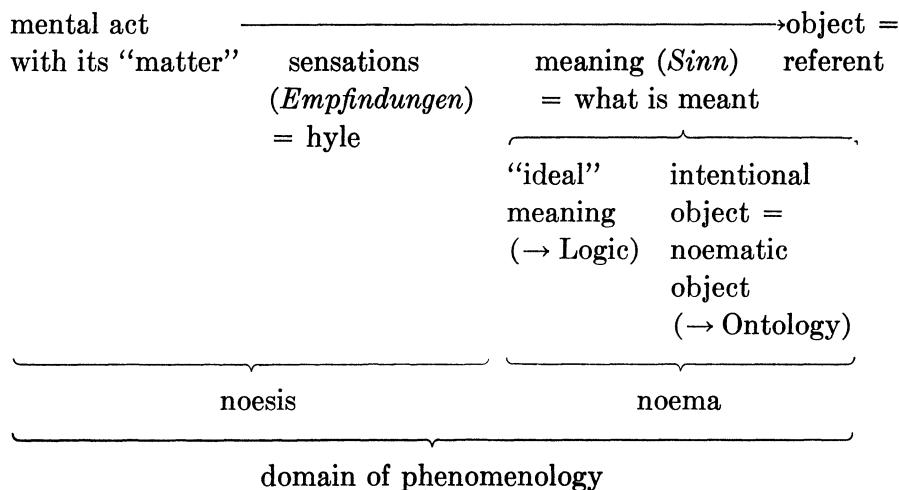 mental act → object =
with its “matter” sensations meaning (Sinn) referent
(Empfindungen) = what is meant
= hyle
“ideal” intentional
meaning object =
(→ Logic) noematic
object
(→ Ontology)
noesis noema
domain of phenomenology